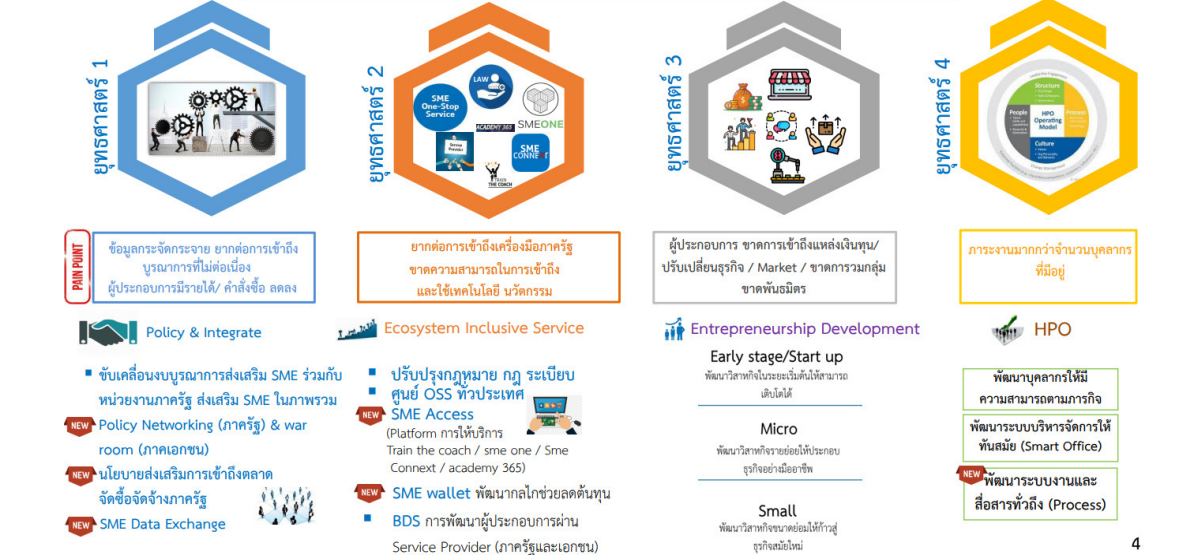 ยุทธศาสตร์ 1
PAIN POINT
ข้อมูลกระจัดกระจาย ยากต่อการเข้าถึง
บูรณาการที่ไม่ต่อเนื่อง
ผู้ประกอบการมีรายได้/ คำสั่งซื้อ ลดลง
Policy & Integrate
ขับเคลื่อนงบบูรณาการส่งเสริม SME ร่วมกับ
หน่วยงานภาครัฐ ส่งเสริม SME ในภาพรวม
NEW Policy Networking (ภาครัฐ) & war
room (ภาคเอกชน)
NEW นโยบายส่งเสริมการเข้าถึงตลาด
จัดซื้อจัดจ้างภาครัฐ
NEW SME Data Exchange
ยุทธศาสตร์ 2
LAW
SME
One-Stop
Service
SMEONE
ACADEMY 365
Service
Provider
SME
CONNEXT
TRAIN
THE COACH
ยากต่อการเข้าถึงเครื่องมือภาครัฐ
ขาดความสามารถในการเข้าถึง
และใช้เทคโนโลยี นวัตกรรม
Ecosystem Inclusive Service
ปรับปรุงกฎหมาย กฎ ระเบียบ
ศูนย์ OSS ทั่วประเทศ
NEW SME Access
(Platform การให้บริการ
Train the coach / sme one / Sme
Connext / academy 365)
NEW SME wallet พัฒนากลไกช่วยลดต้นทุน
BDS การพัฒนาผู้ประกอบการผ่าน
Service Provider (ภาครัฐและเอกชน)
ยุทธศาสตร์ 3
ผู้ประกอบการ ขาดการเข้าถึงแหล่งเงินทุน/
ปรับเปลี่ยนธุรกิจ / Market / ขาดการรวมกลุ่ม
ขาดพันธมิตร
Entrepreneurship Development
Early stage/Start up
พัฒนาวิสาหกิจในระยะเริ่มต้นให้สามารถ
เติบโตได้
Micro
พัฒนาวิสาหกิจรายย่อยให้ประกอบ
ธุรกิจอย่างมืออาชีพ
Small
พัฒนาวิสาหกิจขนาดย่อมให้ก้าวสู่
ธุรกิจสมัยใหม่
ยุทธศาสตร์ 4
Structure
People
HPO
Operating
Model
Process
Culture
ภาระงานมากกว่าจำนวนบุคลากร
ที่มีอยู่
HPO
พัฒนาบุคลากรให้มี
ความสามารถตามภารกิจ
พัฒนาระบบบริหารจัดการให้
ทันสมัย (Smart Office)
NEW พัฒนาระบบงานและ
สื่อสารทั่วถึง (Process)
4